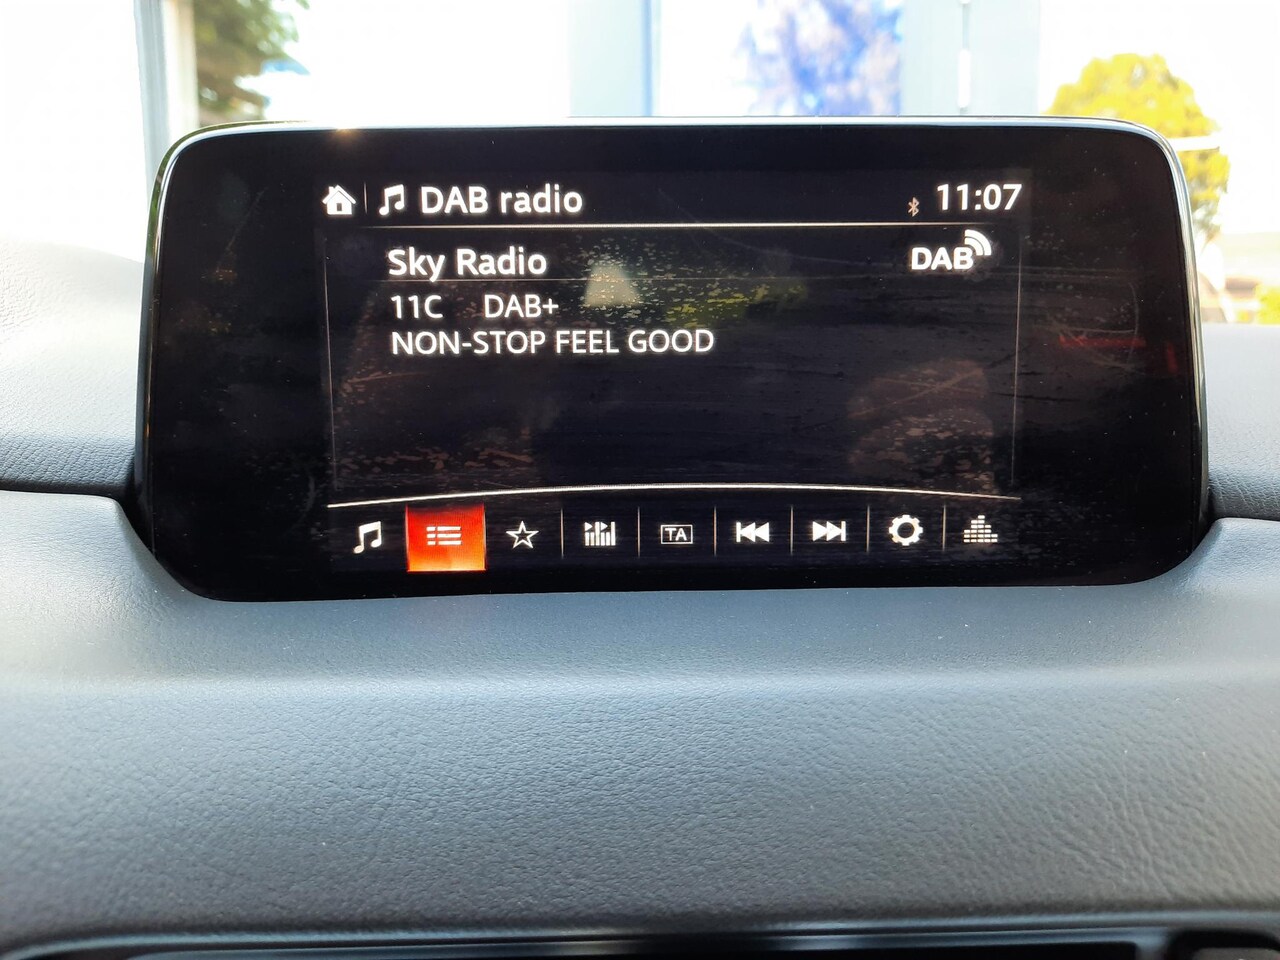 DAB radio 11:07
Sky Radio DAB
11C DAB+
NON-STOP FEEL GOOD
TA